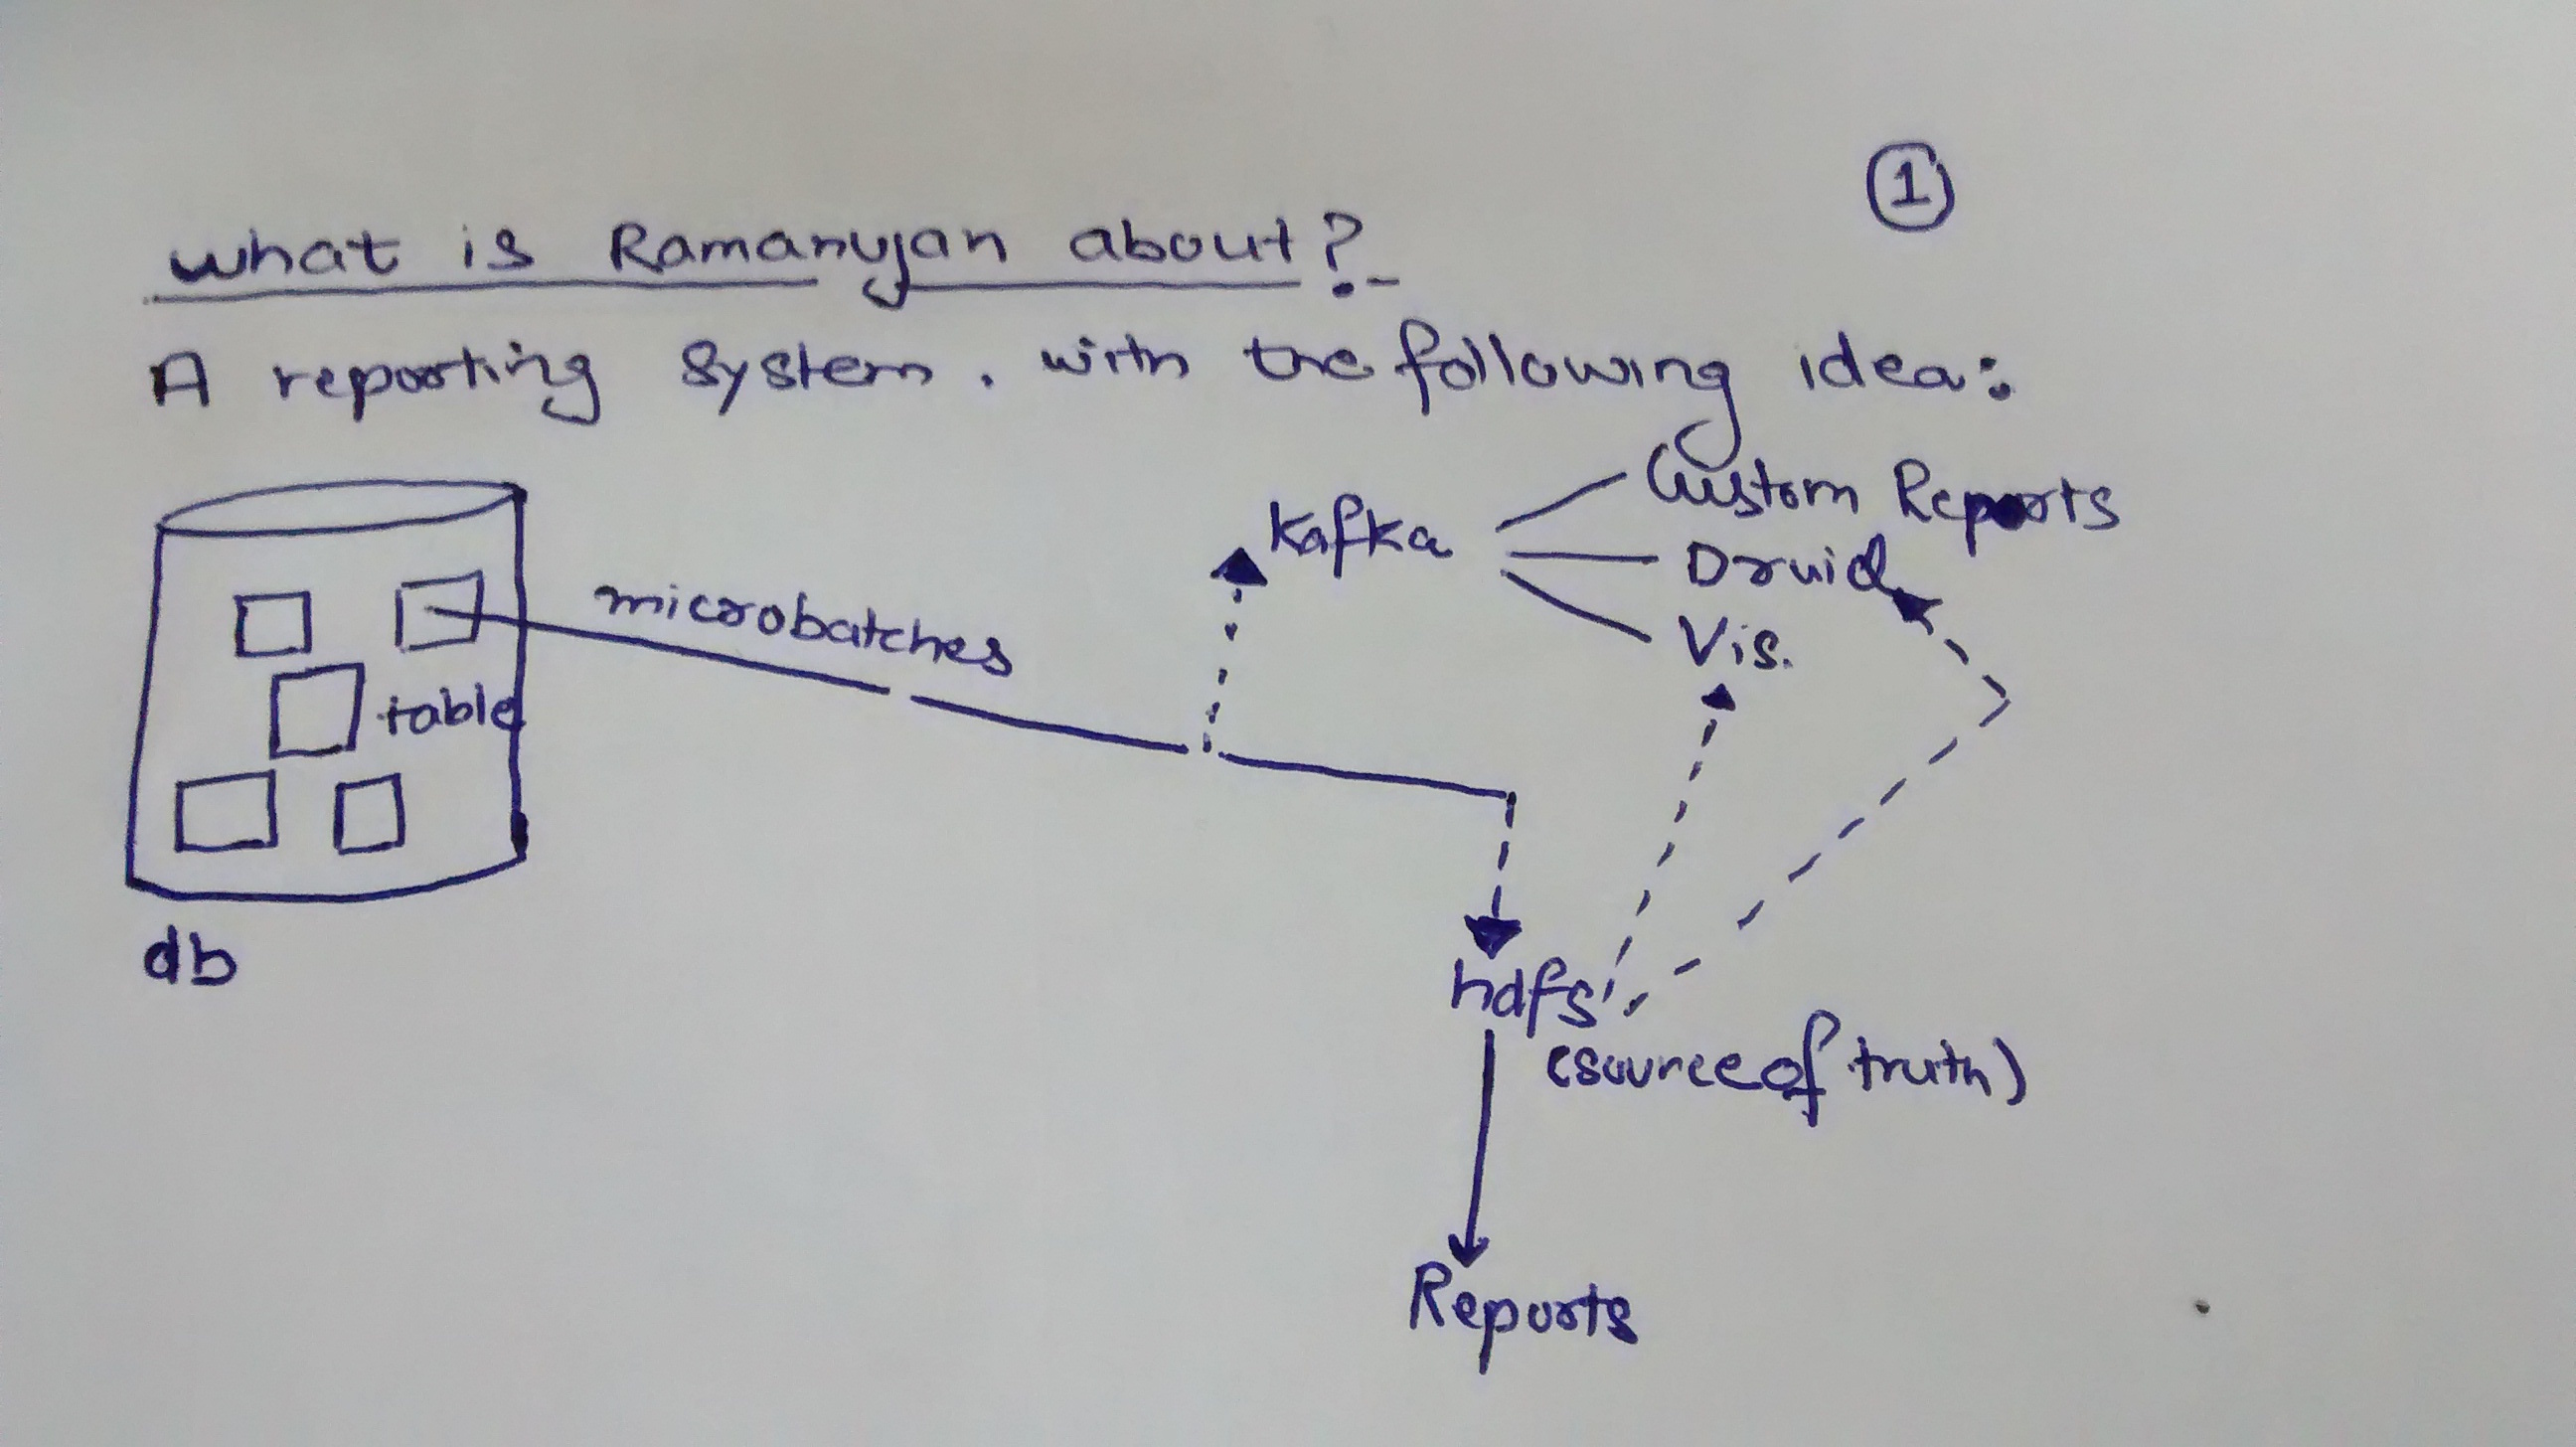 1
What is Ramanujan about?
A reporting system. with the following idea:
Custom Reports
Kafka
Druid
microbatches
Vis.
table
db
hdfs
(source of truth)
Reports